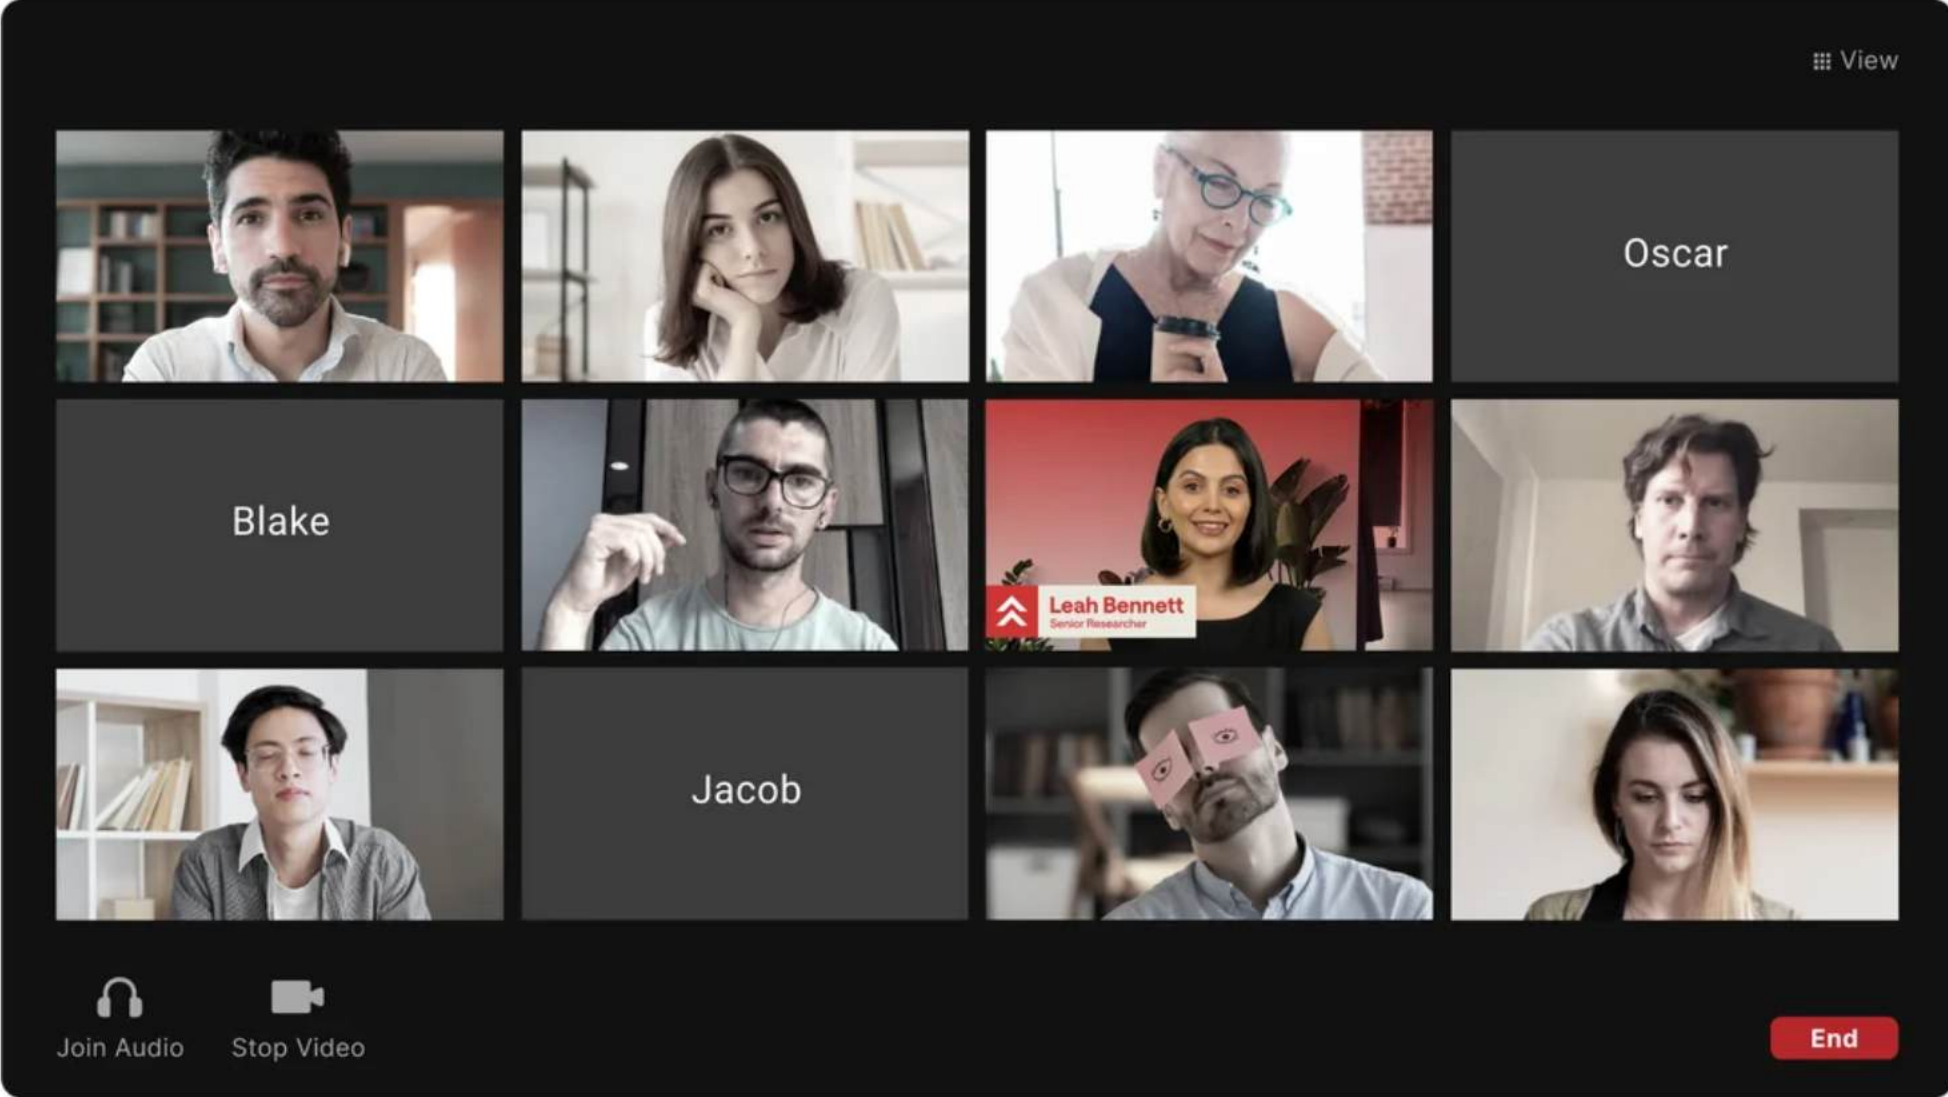 View
Oscar
Blake
Leah Bennett
Senior Researcher
Jacob
Join Audio
Stop Video
End